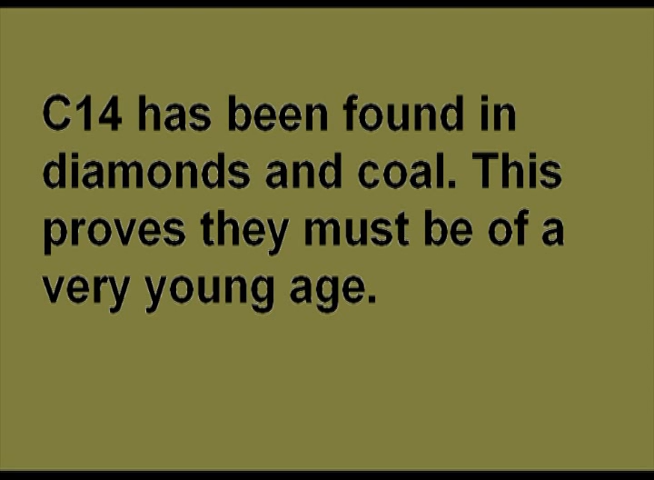 C14 has been found in
diamonds and coal. This
proves they must be of a
very young age.